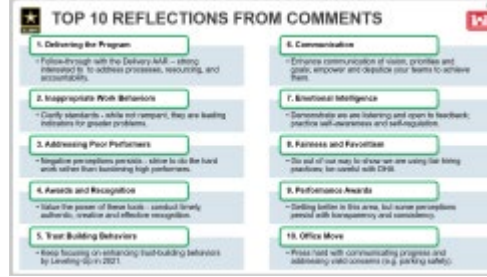 TOP 10 REFLECTIONS FROM COMMENTS
1. Delivering the Program
• Follow-through with the Delivery AAR – strong
interested to to address processes, resourcing, and
accountability.
2. Inappropriate Work Behaviors
• Clarify standards - while not rampant, they are leading
indicators for greater problems.
3. Addressing Poor Performers
• Negative perceptions persist - strive to do the hard
work rather than burdening high performers.
4. Awards and Recognition
• Value the power of these tools - conduct timely,
authentic, creative and effective recognition.
5. Trust Building Behaviors
• Keep focusing on enhancing trust-building behaviors
by Leveling-Up in 2021.
6. Communication
• Enhance communication of vision, priorities and
goals; empower and deputize your teams to achieve
them.
7. Emotional Intelligence
• Demonstrate we are listening and open to feedback;
practice self-awareness and self-regulation.
8. Fairness and Favoritism
• Go out of our way to show we are using fair hiring
practices; be careful with DHA.
9. Performance Awards
• Getting better in this area, but some perceptions
persist with transparency and consistency.
10. Office Move
• Press hard with communicating progress and
addressing valid concerns (e.g. parking safety).